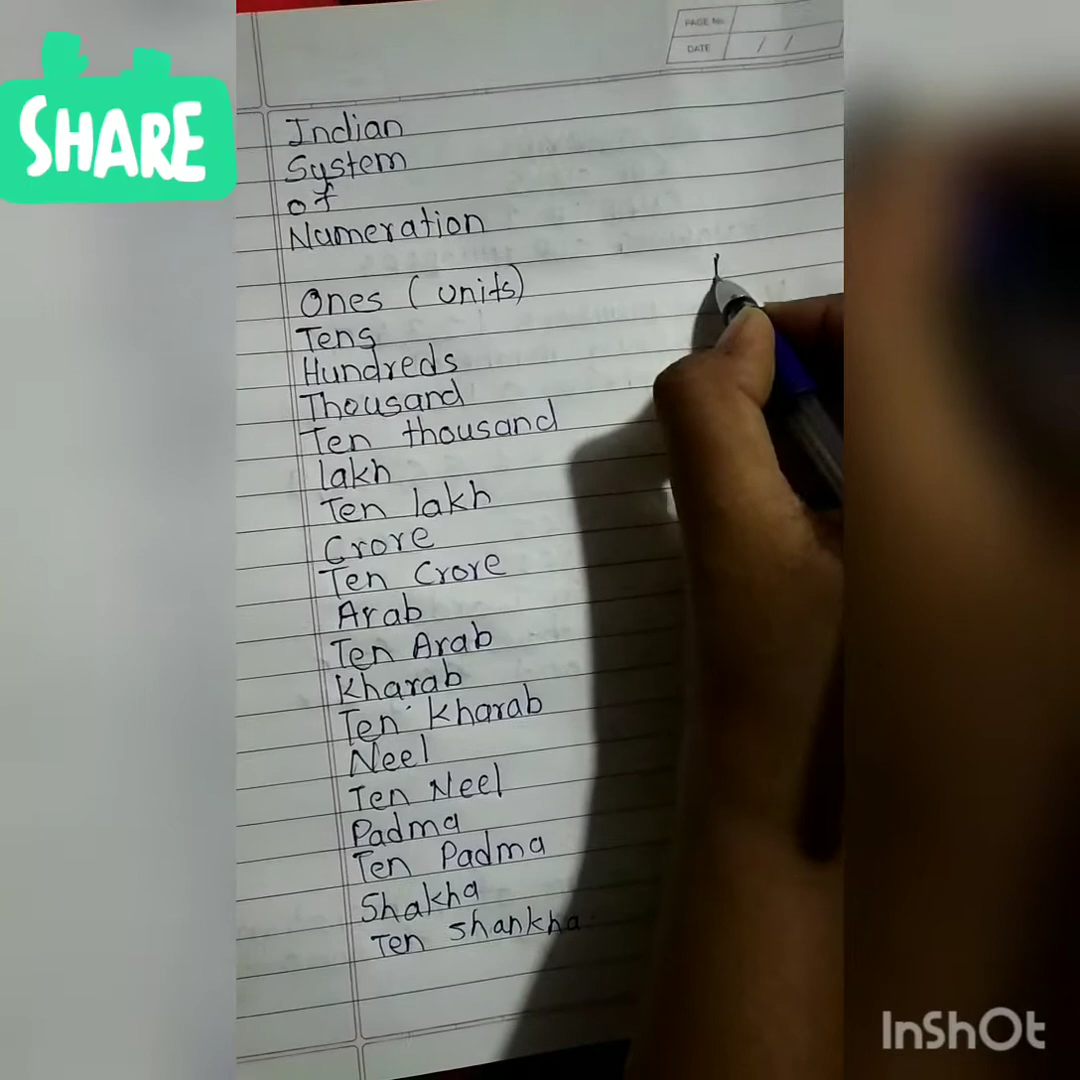 SHARE
PAGE No.
DATE / /
Indian
System
of
Numeration
Ones (units)
Tens
Hundreds
Thousand
Ten thousand
lakh
Ten lakh
Crore
Ten Crore
Arab
Ten Arab
Kharab
Ten Kharab
Neel
Ten Neel
Padma
Ten Padma
Shakha
Ten Shankha
1
InShOt